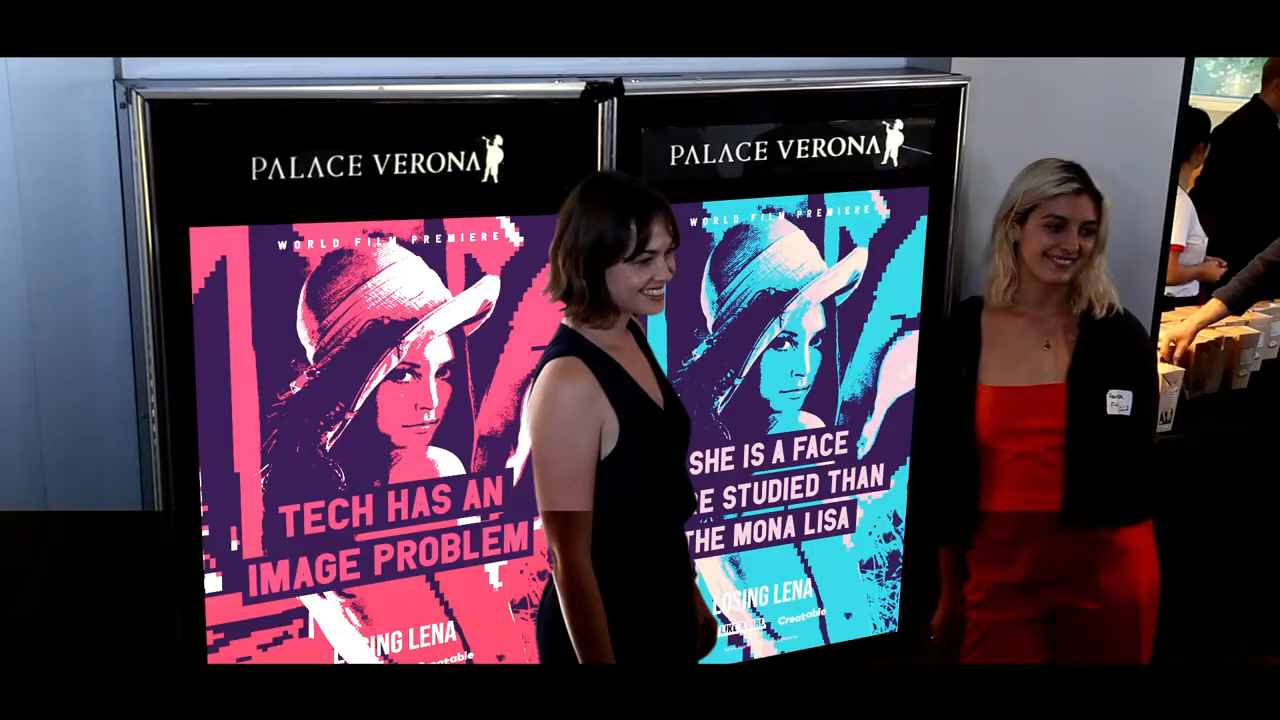 PALACE VERONA
WORLD FILM PREMIERE
TECH HAS AN
IMAGE PROBLEM
LOSING LENA
Creatable
PALACE VERONA
WORLD FILM PREMIERE
SHE IS A FACE
STUDIED THAN
THE MONA LISA
LOSING LENA
Creatable